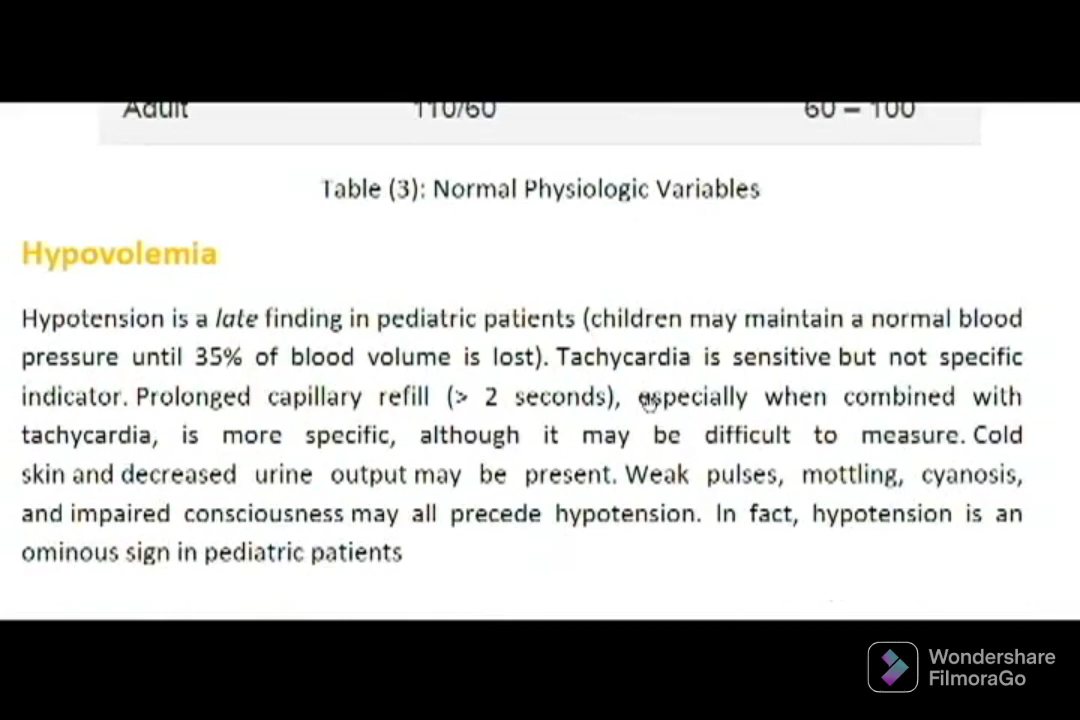 Adult 110/60 60 – 100
Table (3): Normal Physiologic Variables
Hypovolemia
Hypotension is a late finding in pediatric patients (children may maintain a normal blood
pressure until 35% of blood volume is lost). Tachycardia is sensitive but not specific
indicator. Prolonged capillary refill (> 2 seconds), especially when combined with
tachycardia, is more specific, although it may be difficult to measure. Cold
skin and decreased urine output may be present. Weak pulses, mottling, cyanosis,
and impaired consciousness may all precede hypotension. In fact, hypotension is an
ominous sign in pediatric patients
Wondershare
FilmoraGo